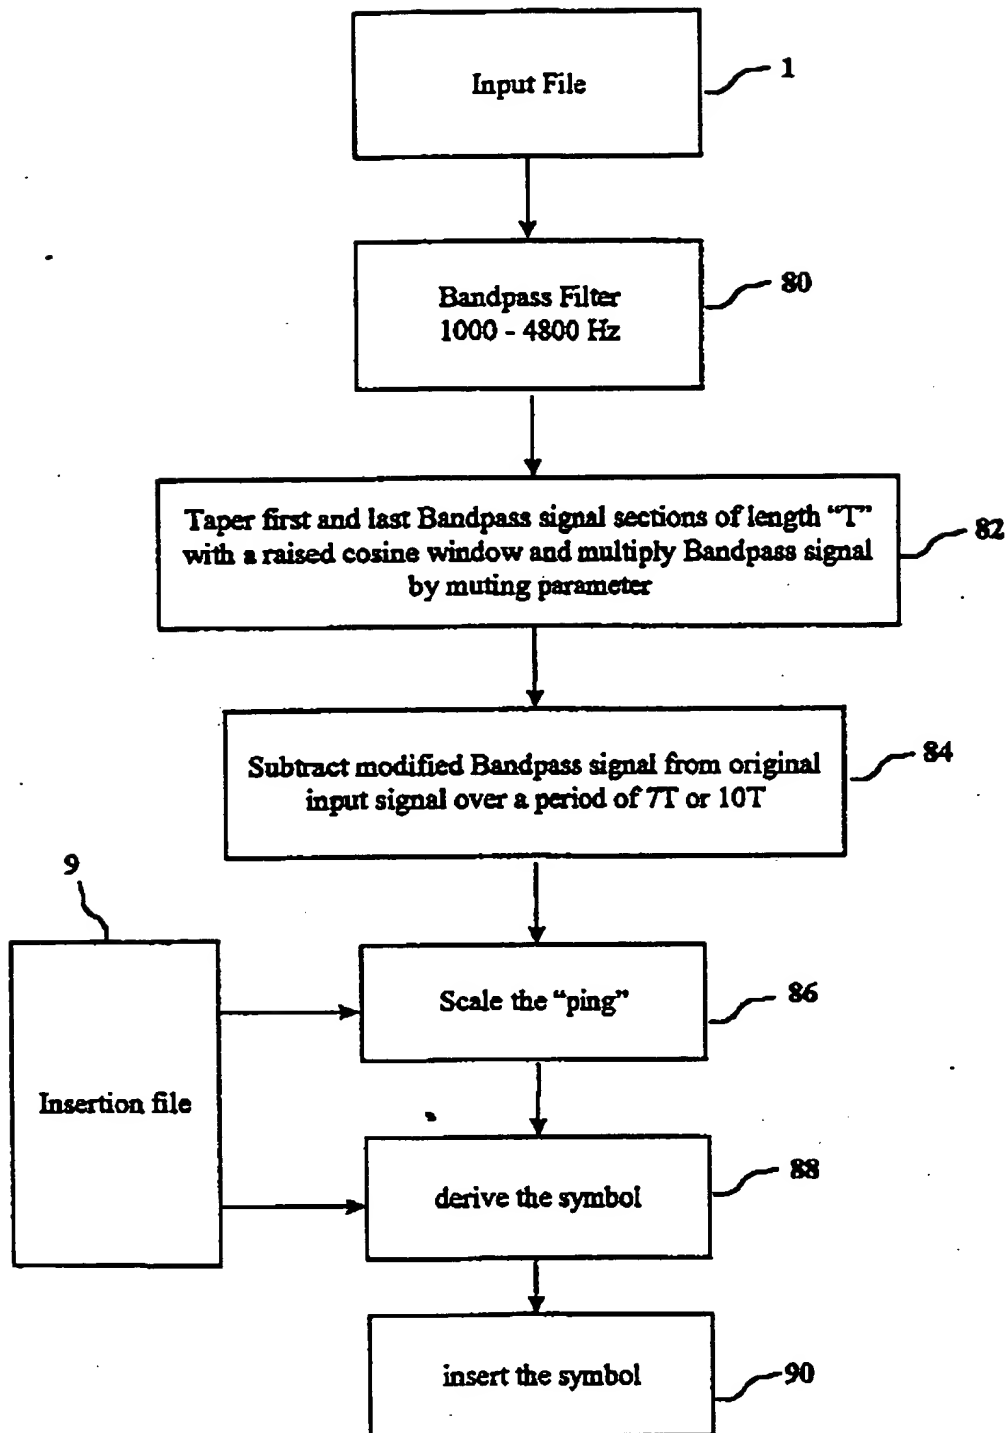 Input File
1
Bandpass Filter
1000 - 4800 Hz
80
Taper first and last Bandpass signal sections of length “T”
with a raised cosine window and multiply Bandpass signal
by muting parameter
82
Subtract modified Bandpass signal from original
input signal over a period of 7T or 10T
84
9
Insertion file
Scale the “ping”
86
derive the symbol
88
insert the symbol
90